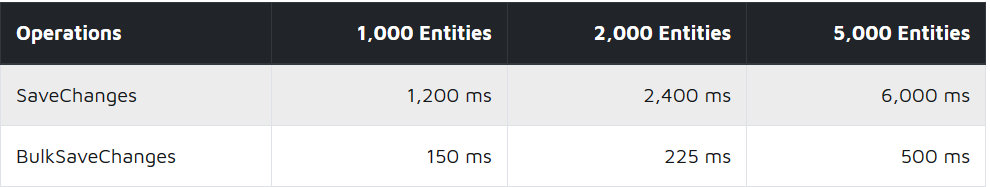 Operations 1,000 Entities 2,000 Entities 5,000 Entities
SaveChanges 1,200 ms 2,400 ms 6,000 ms
BulkSaveChanges 150 ms 225 ms 500 ms